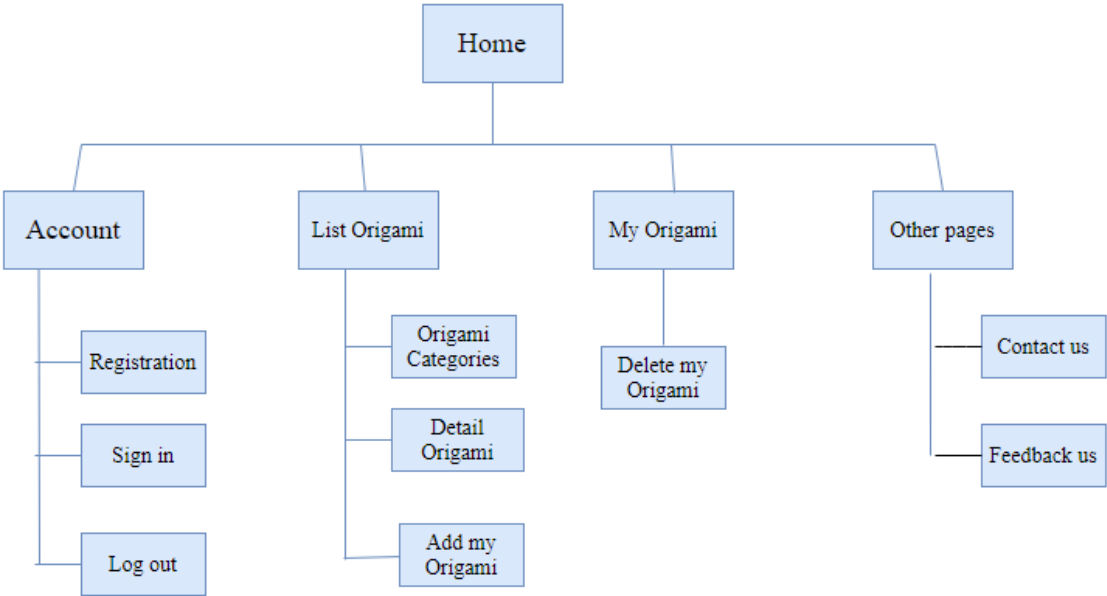 Home
Account
List Origami
My Origami
Other pages
Registration
Sign in
Log out
Origami
Categories
Detail
Origami
Add my
Origami
Delete my
Origami
Contact us
Feedback us